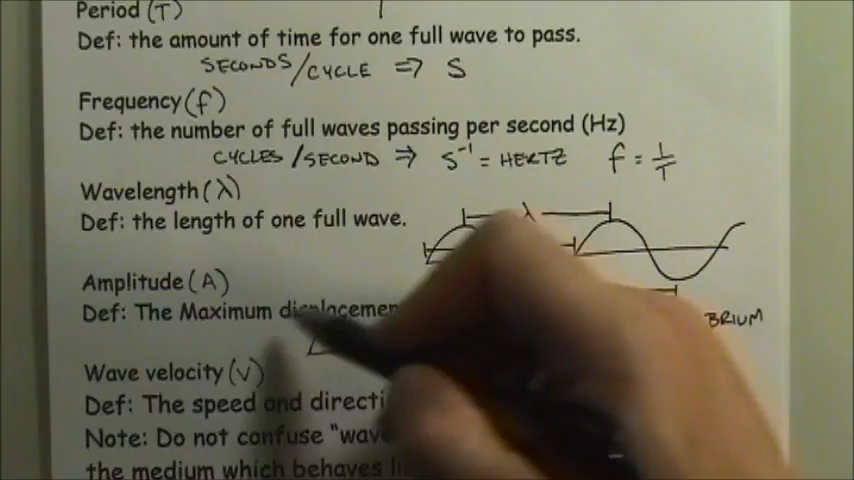 Period (T)
Def: the amount of time for one full wave to pass.
SECONDS/CYCLE ⇒ S
Frequency (f)
Def: the number of full waves passing per second (Hz)
CYCLES/SECOND ⇒ S⁻¹ = HERTZ f = 1/T
Wavelength (λ)
Def: the length of one full wave.
λ
Amplitude (A)
Def: The Maximum displacemen
BRIUM
Wave velocity (v)
Def: The speed and directi
Note: Do not confuse "wave
the medium which behaves li